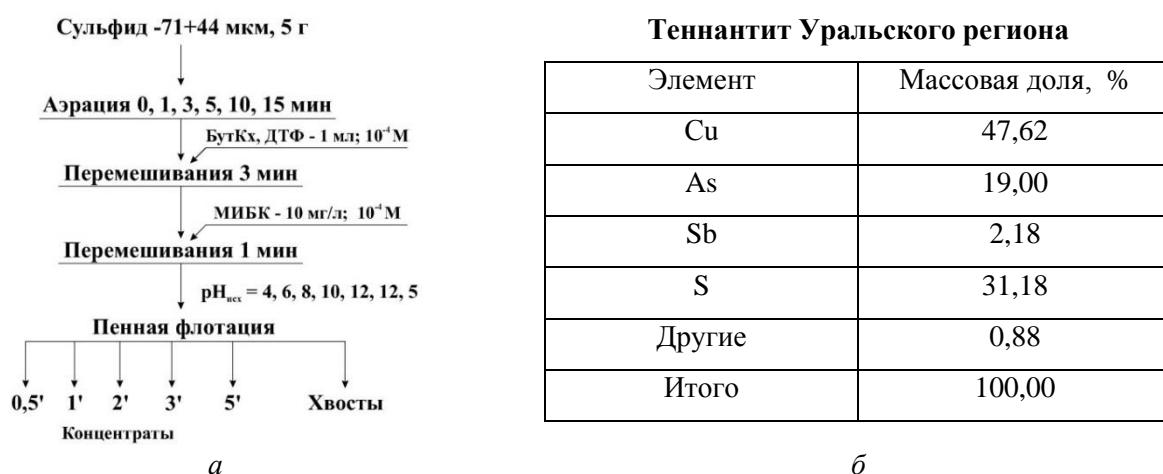 Сульфид -71+44 мкм, 5 г
Аэрация 0, 1, 3, 5, 10, 15 мин
БутКх, ДТФ - 1 мл; 10⁻⁴ М
Перемешивания 3 мин
МИБК - 10 мг/л; 10⁻⁴ М
Перемешивания 1 мин
pHисх = 4, 6, 8, 10, 12, 12, 5
Пенная флотация
0,5' 1' 2' 3' 5' Хвосты
Концентраты
а
Теннантит Уральского региона
Элемент Массовая доля, %
Cu 47,62
As 19,00
Sb 2,18
S 31,18
Другие 0,88
Итого 100,00
б